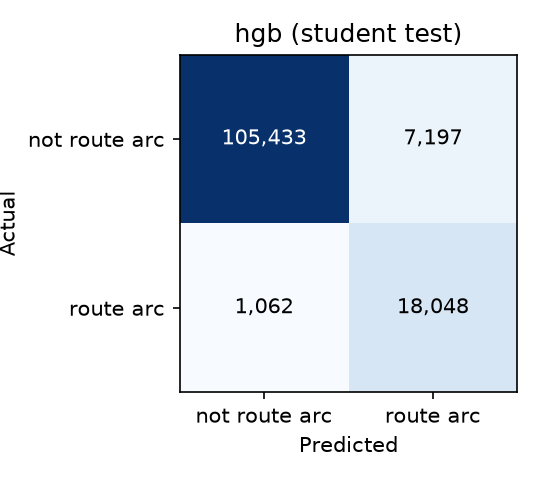 hgb (student test)
not route arc
105,433
7,197
Actual
route arc
1,062
18,048
not route arc
route arc
Predicted